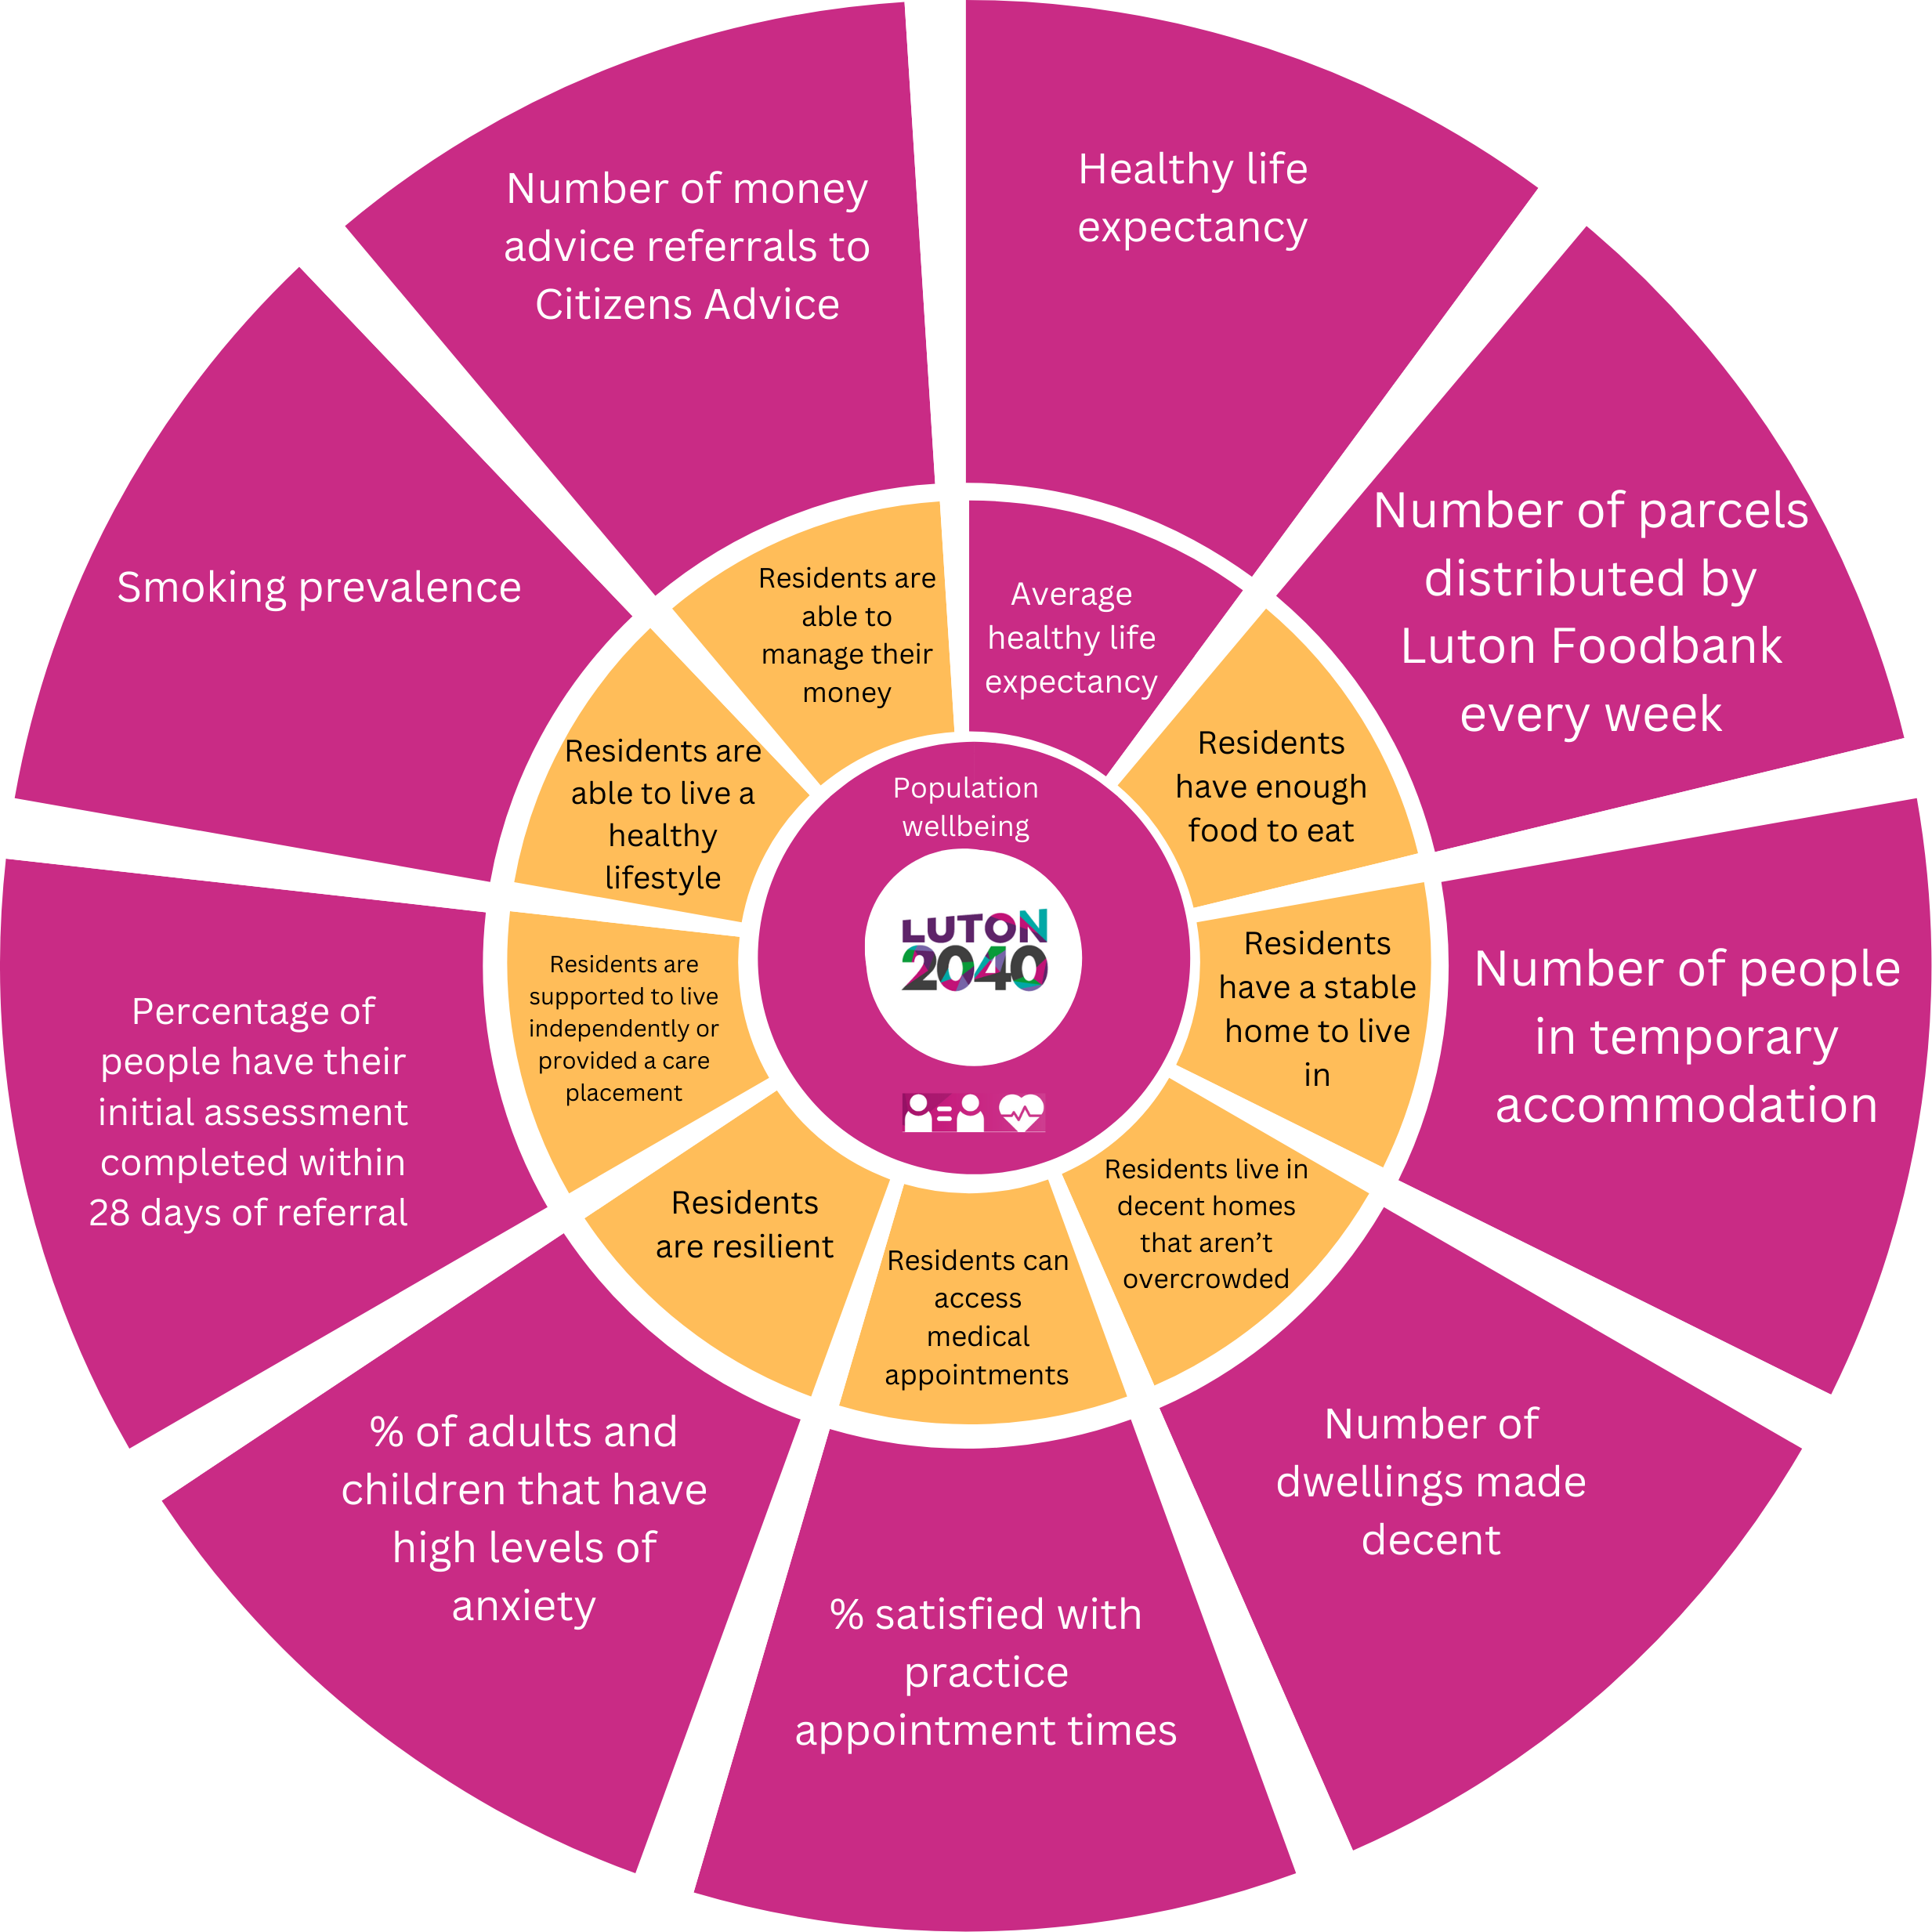 Healthy life
expectancy
Number of parcels
distributed by
Luton Foodbank
every week
Number of people
in temporary
accommodation
Number of
dwellings made
decent
% satisfied with
practice
appointment times
% of adults and
children that have
high levels of
anxiety
Percentage of
people have their
initial assessment
completed within
28 days of referral
Smoking prevalence
Number of money
advice referrals to
Citizens Advice
Average
healthy life
expectancy
Residents
have enough
food to eat
Residents
have a stable
home to live
in
Residents live in
decent homes
that aren’t
overcrowded
Residents can
access
medical
appointments
Residents
are resilient
Residents are
supported to live
independently or
provided a care
placement
Residents are
able to live a
healthy
lifestyle
Residents are
able to
manage their
money
Population
wellbeing
LUTON
2040